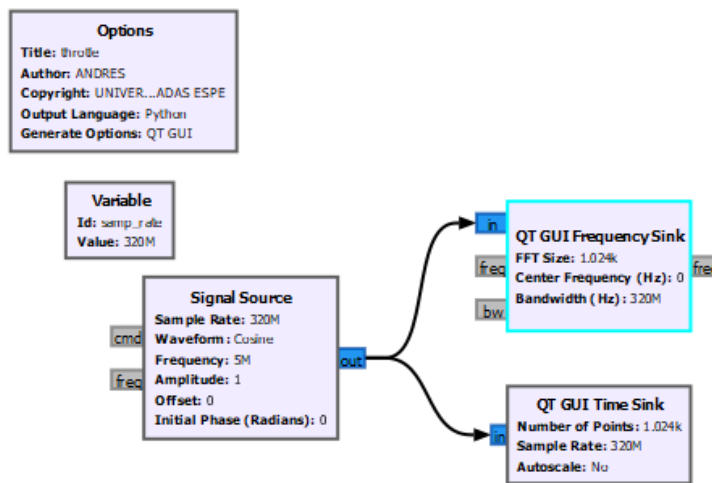 Options
Title: throtle
Author: ANDRES
Copyright: UNIVER...ADAS ESPE
Output Language: Python
Generate Options: QT GUI
Variable
Id: samp_rate
Value: 320M
Signal Source
Sample Rate: 320M
Waveform: Cosine
Frequency: 5M
Amplitude: 1
Offset: 0
Initial Phase (Radians): 0
cmd
freq
out
in
freq
bw
QT GUI Frequency Sink
FFT Size: 1.024k
Center Frequency (Hz): 0
Bandwidth (Hz): 320M
freq
in
QT GUI Time Sink
Number of Points: 1.024k
Sample Rate: 320M
Autoscale: No